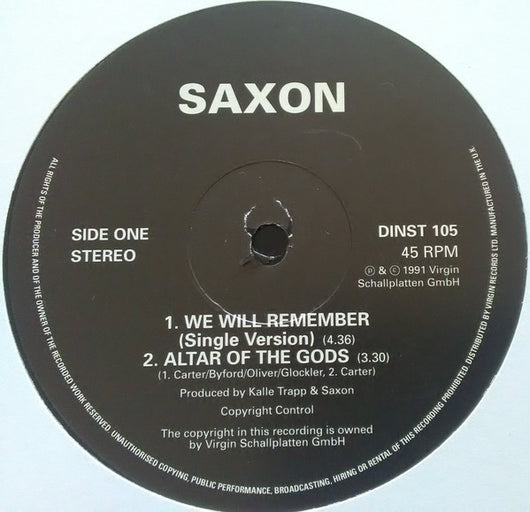 SAXON
SIDE ONE
STEREO
DINST 105
45 RPM
℗ & © 1991 Virgin
Schallplatten GmbH
1. WE WILL REMEMBER
(Single Version) (4.36)
2. ALTAR OF THE GODS (3.30)
(1. Carter/Byford/Oliver/Glockler, 2. Carter)
Produced by Kalle Trapp & Saxon
Copyright Control
The copyright in this recording is owned
by Virgin Schallplatten GmbH
ALL RIGHTS OF THE PRODUCER AND OF THE OWNER OF THE RECORDED WORK RESERVED. UNAUTHORISED COPYING, PUBLIC PERFORMANCE, BROADCASTING, HIRING OR RENTAL OF THIS RECORDING PROHIBITED. DISTRIBUTED BY VIRGIN RECORDS LTD. MANUFACTURED IN THE U.K.